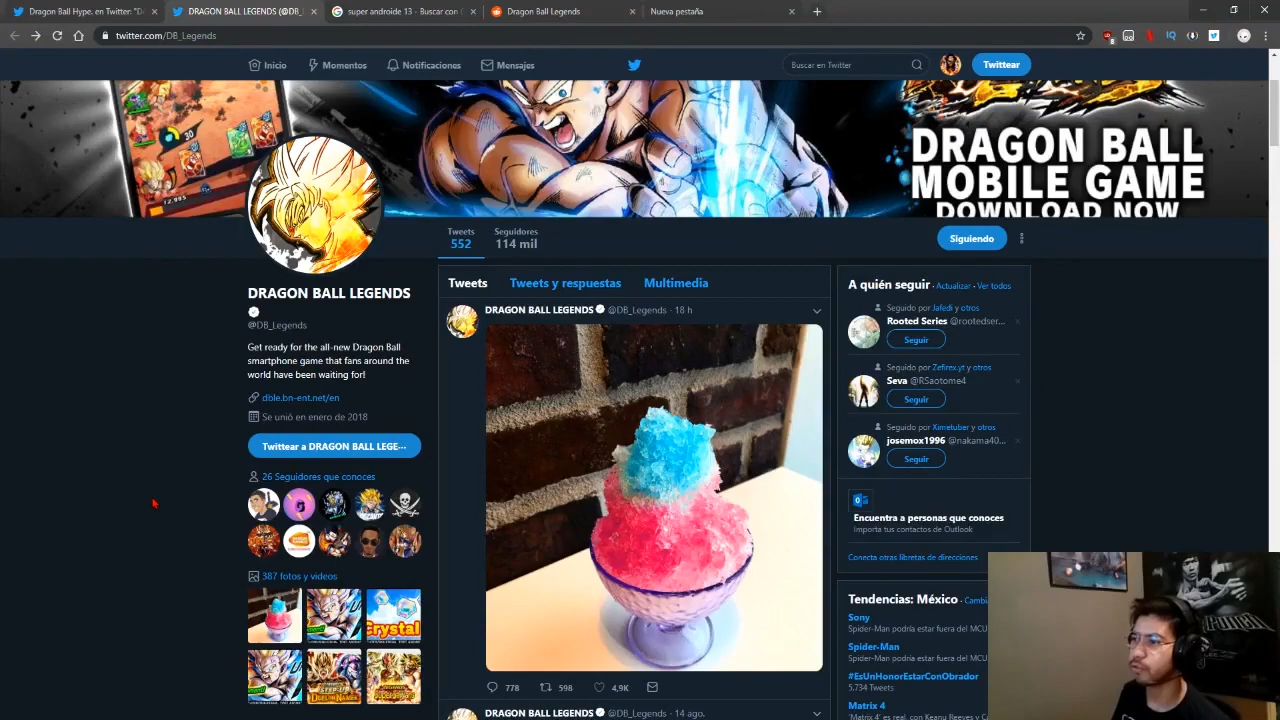 Dragon Ball Hype. en Twitter: "De
DRAGON BALL LEGENDS (@DB_
super androide 13 - Buscar con G
Dragon Ball Legends
Nueva pestaña
twitter.com/DB_Legends
Inicio
Momentos
Notificaciones
Mensajes
Buscar en Twitter
Twittear
DRAGON BALL
MOBILE GAME
DOWNLOAD NOW
30
Tweets
552
Seguidores
114 mil
Siguiendo
DRAGON BALL LEGENDS
@DB_Legends
Get ready for the all-new Dragon Ball
smartphone game that fans around the
world have been waiting for!
dble.bn-ent.net/en
Se unió en enero de 2018
Twittear a DRAGON BALL LEGE...
26 Seguidores que conoces
387 fotos y videos
Crystal
Tweets
Tweets y respuestas
Multimedia
DRAGON BALL LEGENDS @DB_Legends · 18 h
778
598
4,9K
DRAGON BALL LEGENDS @DB_Legends · 14 ago.
A quién seguir · Actualizar · Ver todos
Seguido por Jafedi y otros
Rooted Series @rootedser...
Seguir
Seguido por Zefirex.yt y otros
Seva @RSaotome4
Seguir
Seguido por Ximetuber y otros
josemox1996 @nakama40...
Seguir
Encuentra a personas que conoces
Importa tus contactos de Outlook
Conecta otras libretas de direcciones
Tendencias: México · Cambi
Sony
Spider-Man podría estar fuera del MCU
Spider-Man
Spider-Man podría estar fuera del MCU
#EsUnHonorEstarConObrador
5,734 Tweets
Matrix 4
'Matrix 4' es real, con Keanu Reeves y C